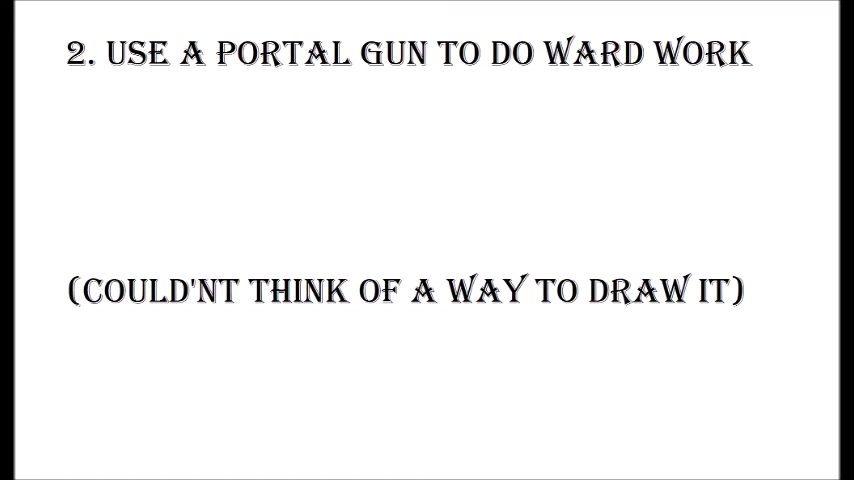 2. USE A PORTAL GUN TO DO WARD WORK
(COULD'NT THINK OF A WAY TO DRAW IT)